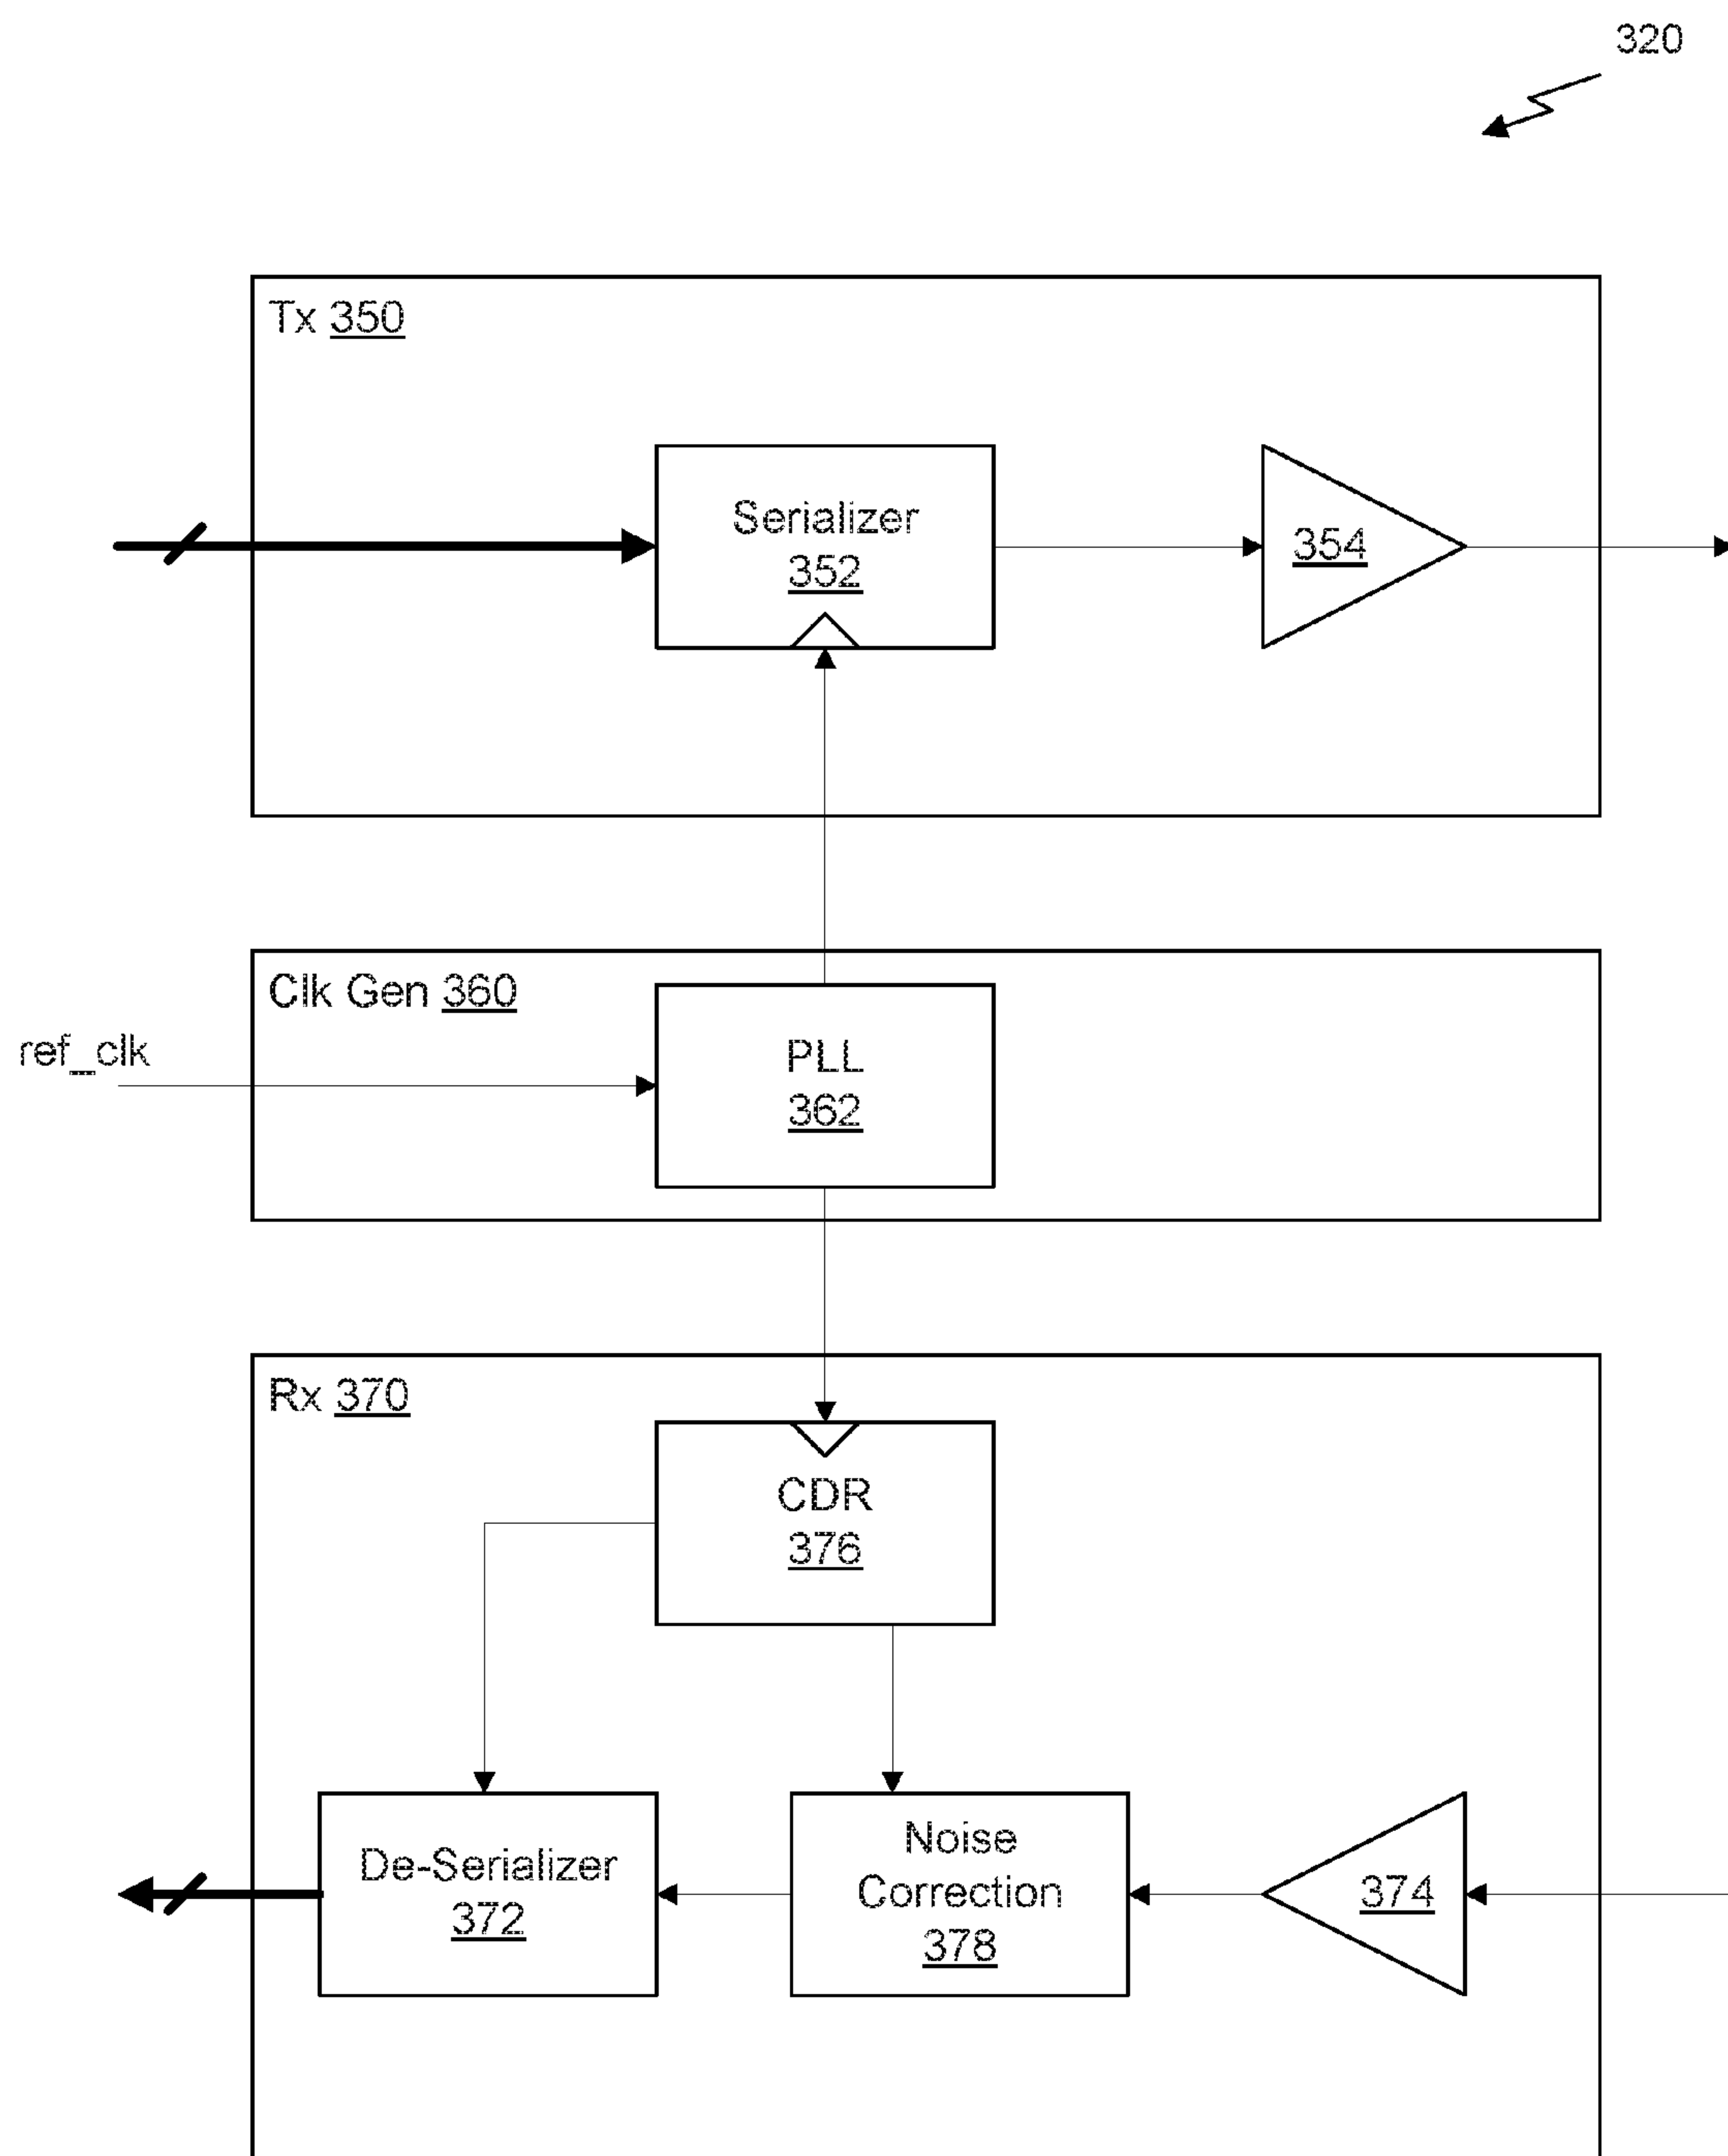 320
Tx 350
Serializer
352
354
Clk Gen 360
ref_clk
PLL
362
Rx 370
CDR
376
De-Serializer
372
Noise
Correction
378
374